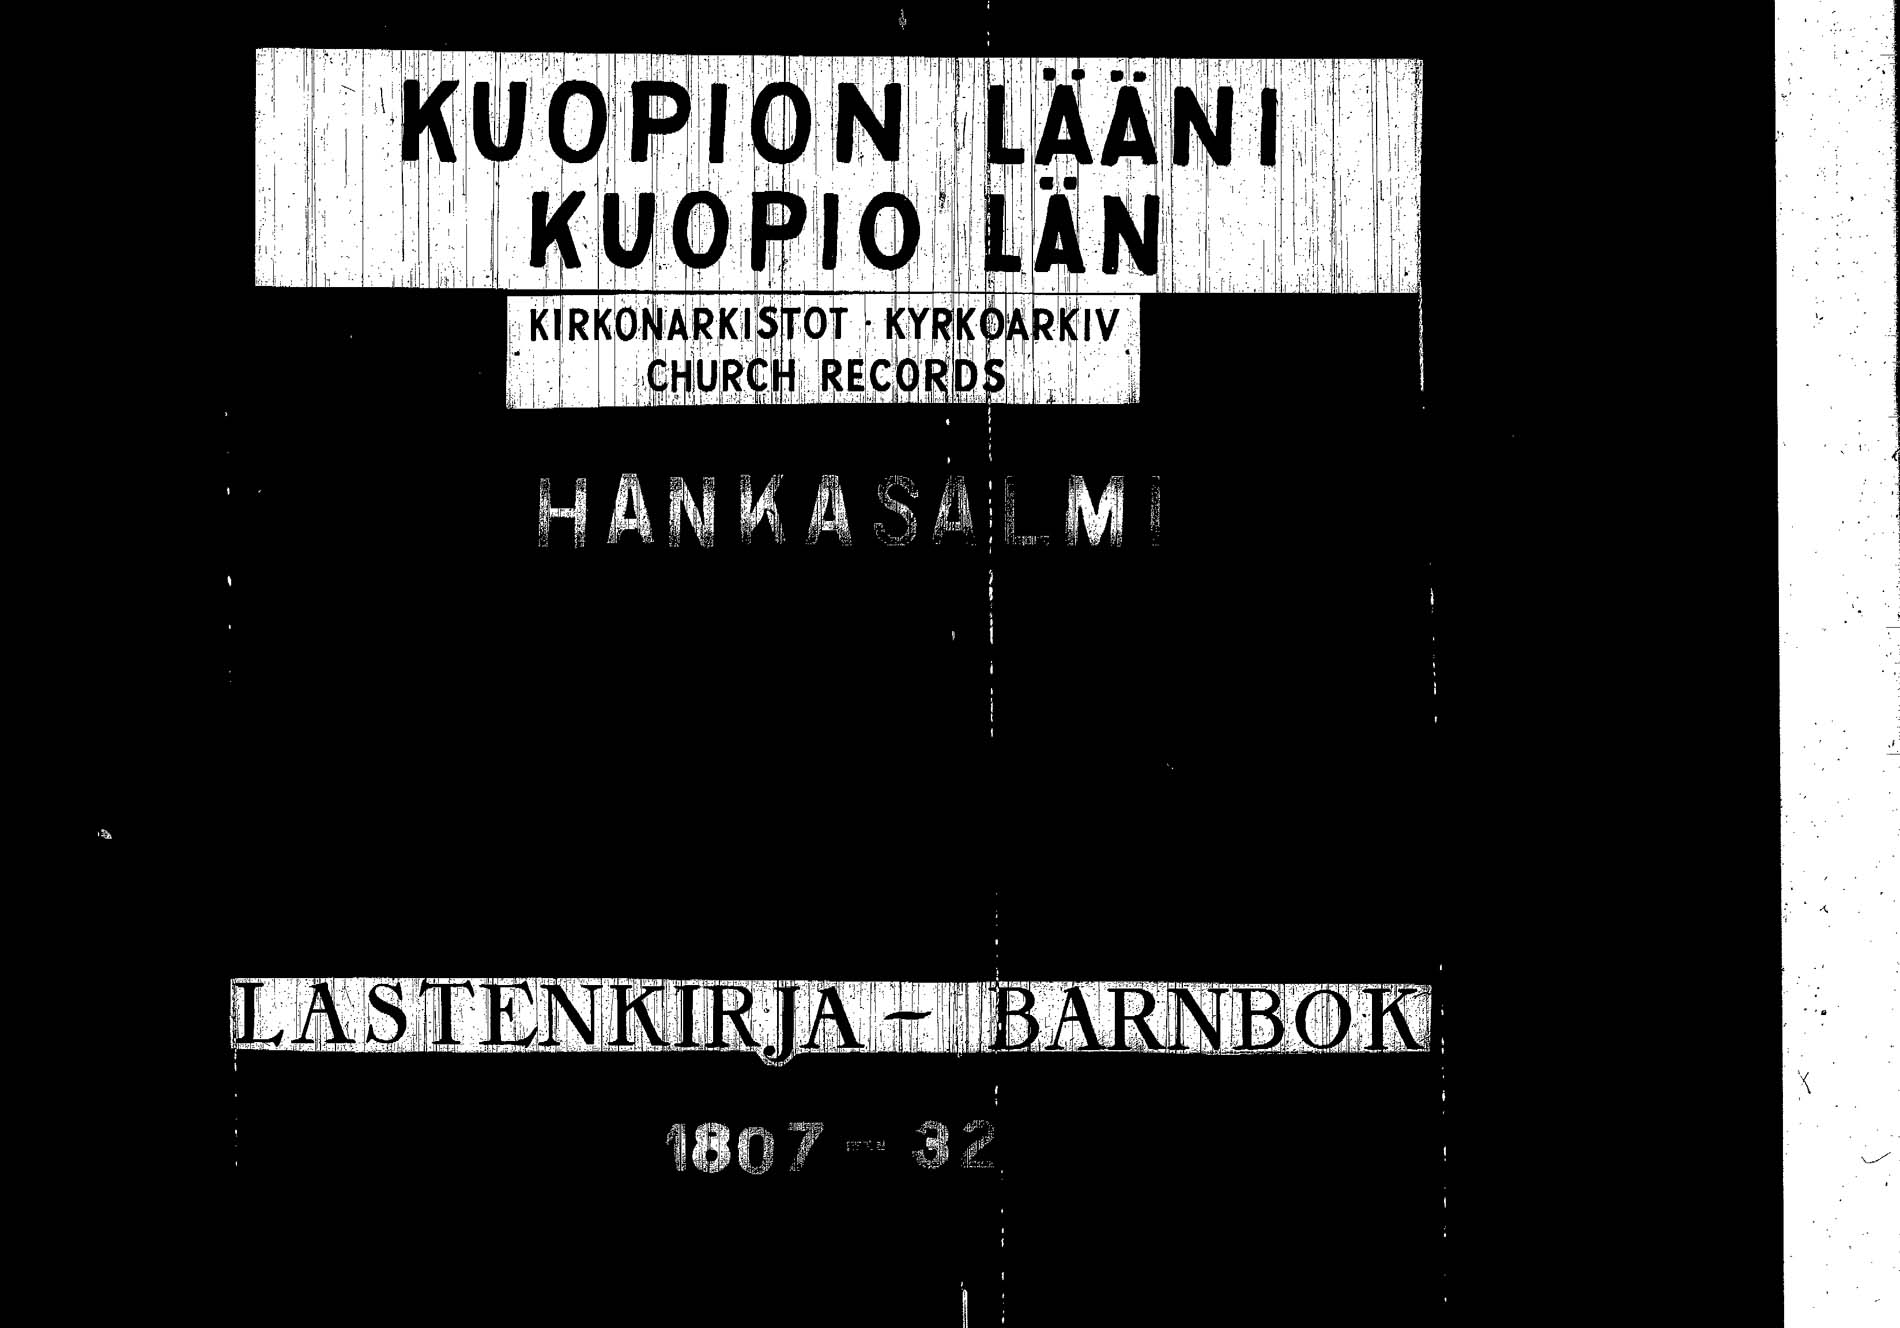 KUOPION LÄÄNI
KUOPIO LÄN
KIRKONARKISTOT · KYRKOARKIV
CHURCH RECORDS
HANKASALMI
LASTENKIRJA - BARNBOK
1807-32